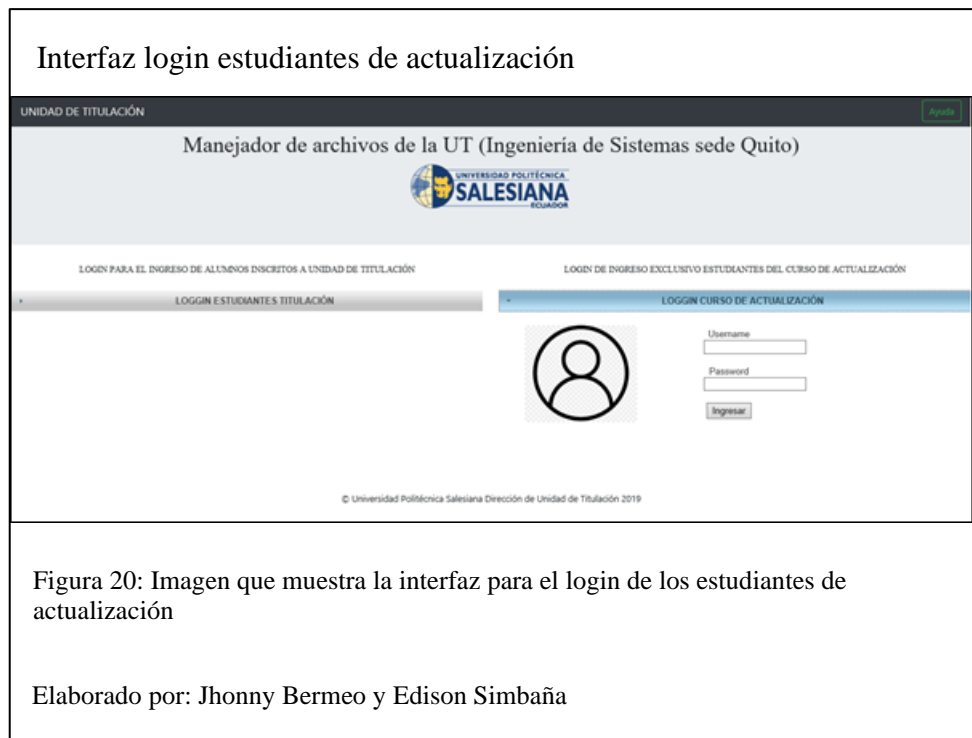 Interfaz login estudiantes de actualización
UNIDAD DE TITULACIÓN
Ayuda
Manejador de archivos de la UT (Ingeniería de Sistemas sede Quito)
UNIVERSIDAD POLITÉCNICA
SALESIANA
ECUADOR
LOGIN PARA EL INGRESO DE ALUMNOS INSCRITOS A UNIDAD DE TITULACIÓN
LOGIN DE INGRESO EXCLUSIVO ESTUDIANTES DEL CURSO DE ACTUALIZACIÓN
LOGGIN ESTUDIANTES TITULACIÓN
LOGGIN CURSO DE ACTUALIZACIÓN
Username
Password
Ingresar
© Universidad Politécnica Salesiana Dirección de Unidad de Titulación 2019
Figura 20: Imagen que muestra la interfaz para el login de los estudiantes de
actualización
Elaborado por: Jhonny Bermeo y Edison Simbaña